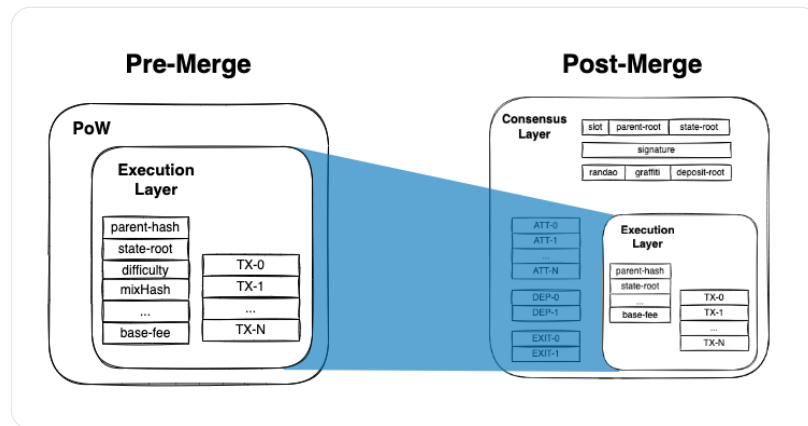 Pre-Merge
PoW
Execution
Layer
parent-hash
state-root
difficulty
mixHash
...
base-fee
TX-0
TX-1
...
TX-N
Post-Merge
Consensus
Layer
slot parent-root state-root
signature
randao graffiti deposit-root
ATT-0
ATT-1
...
ATT-N
DEP-0
DEP-1
EXIT-0
EXIT-1
Execution
Layer
parent-hash
state-root
...
base-fee
TX-0
TX-1
...
TX-N